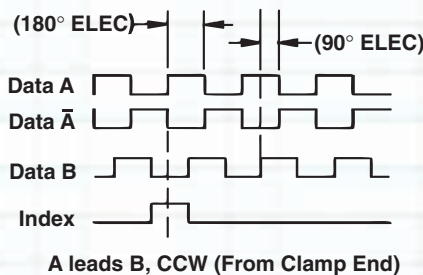 (180° ELEC)
(90° ELEC)
Data A
Data A̅
Data B
Index
A leads B, CCW (From Clamp End)